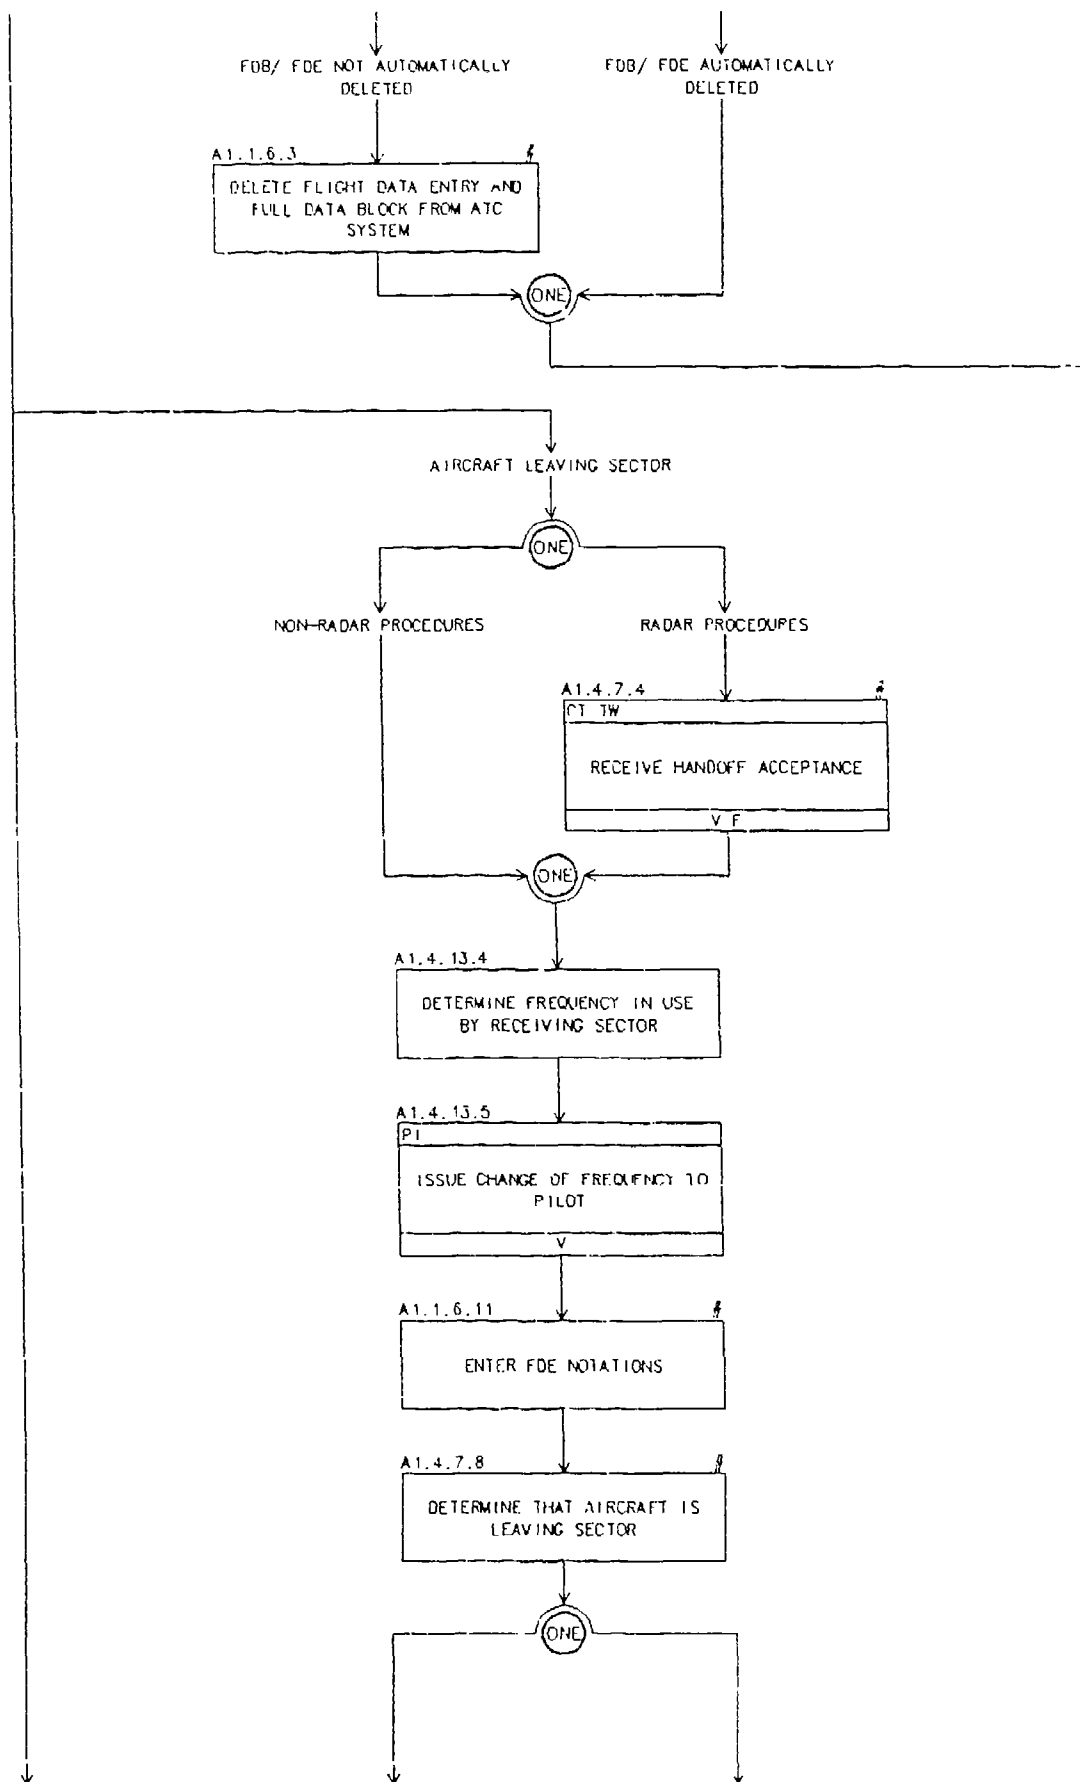 FDB/ FDE NOT AUTOMATICALLY
DELETED
FDB/ FDE AUTOMATICALLY
DELETED
A1.1.6.3
DELETE FLIGHT DATA ENTRY AND
FULL DATA BLOCK FROM ATC
SYSTEM
ONE
AIRCRAFT LEAVING SECTOR
ONE
NON-RADAR PROCEDURES
RADAR PROCEDURES
A1.4.7.4
CT TW
RECEIVE HANDOFF ACCEPTANCE
V F
ONE
A1.4.13.4
DETERMINE FREQUENCY IN USE
BY RECEIVING SECTOR
A1.4.13.5
PI
ISSUE CHANGE OF FREQUENCY TO
PILOT
V
A1.1.6.11
ENTER FDE NOTATIONS
A1.4.7.8
DETERMINE THAT AIRCRAFT IS
LEAVING SECTOR
ONE